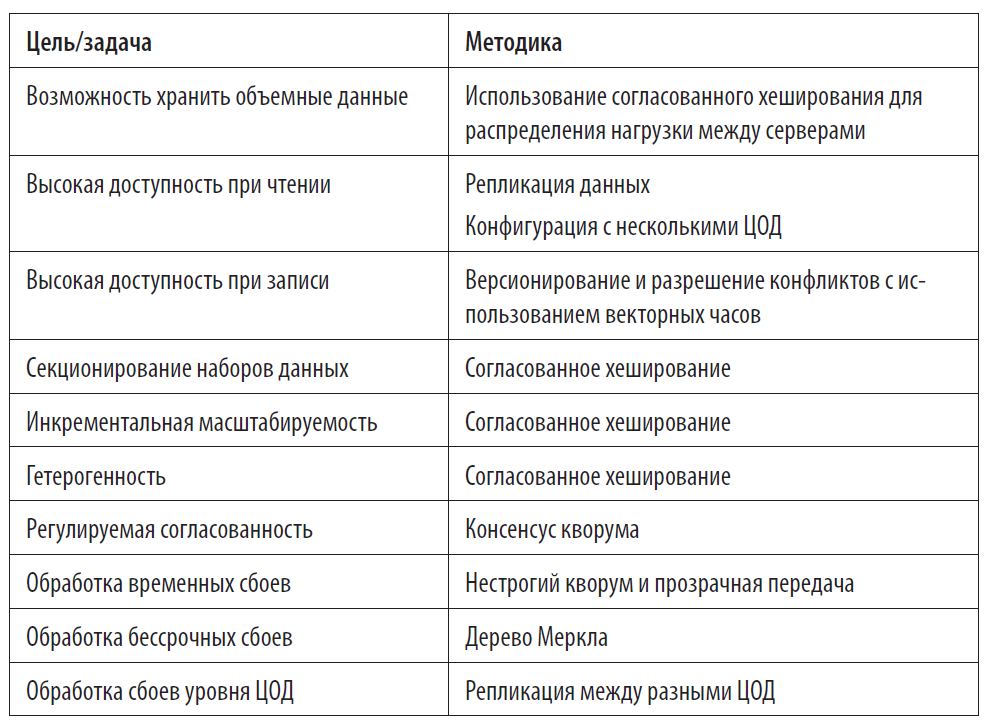 Цель/задача
Методика
Возможность хранить объемные данные
Использование согласованного хеширования для
распределения нагрузки между серверами
Высокая доступность при чтении
Репликация данных
Конфигурация с несколькими ЦОД
Высокая доступность при записи
Версионирование и разрешение конфликтов с ис-
пользованием векторных часов
Секционирование наборов данных
Согласованное хеширование
Инкрементальная масштабируемость
Согласованное хеширование
Гетерогенность
Согласованное хеширование
Регулируемая согласованность
Консенсус кворума
Обработка временных сбоев
Нестрогий кворум и прозрачная передача
Обработка бессрочных сбоев
Дерево Меркла
Обработка сбоев уровня ЦОД
Репликация между разными ЦОД